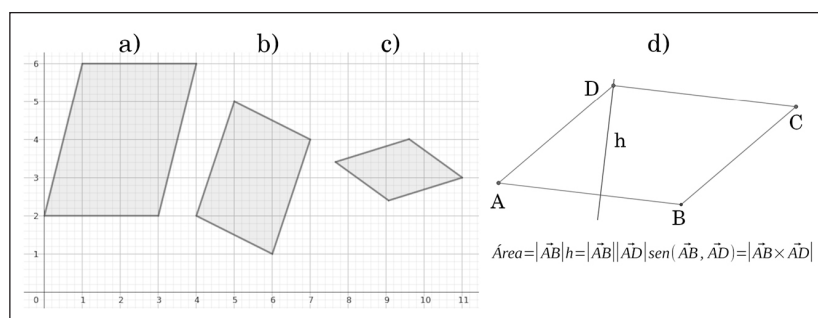 a)
b)
c)
d)
6
5
4
3
2
1
0 1 2 3 4 5 6 7 8 9 10 11
D
C
h
A
B
Área=|AB⃗|h=|AB⃗||AD⃗|sen(AB⃗, AD⃗)=|AB⃗×AD⃗|